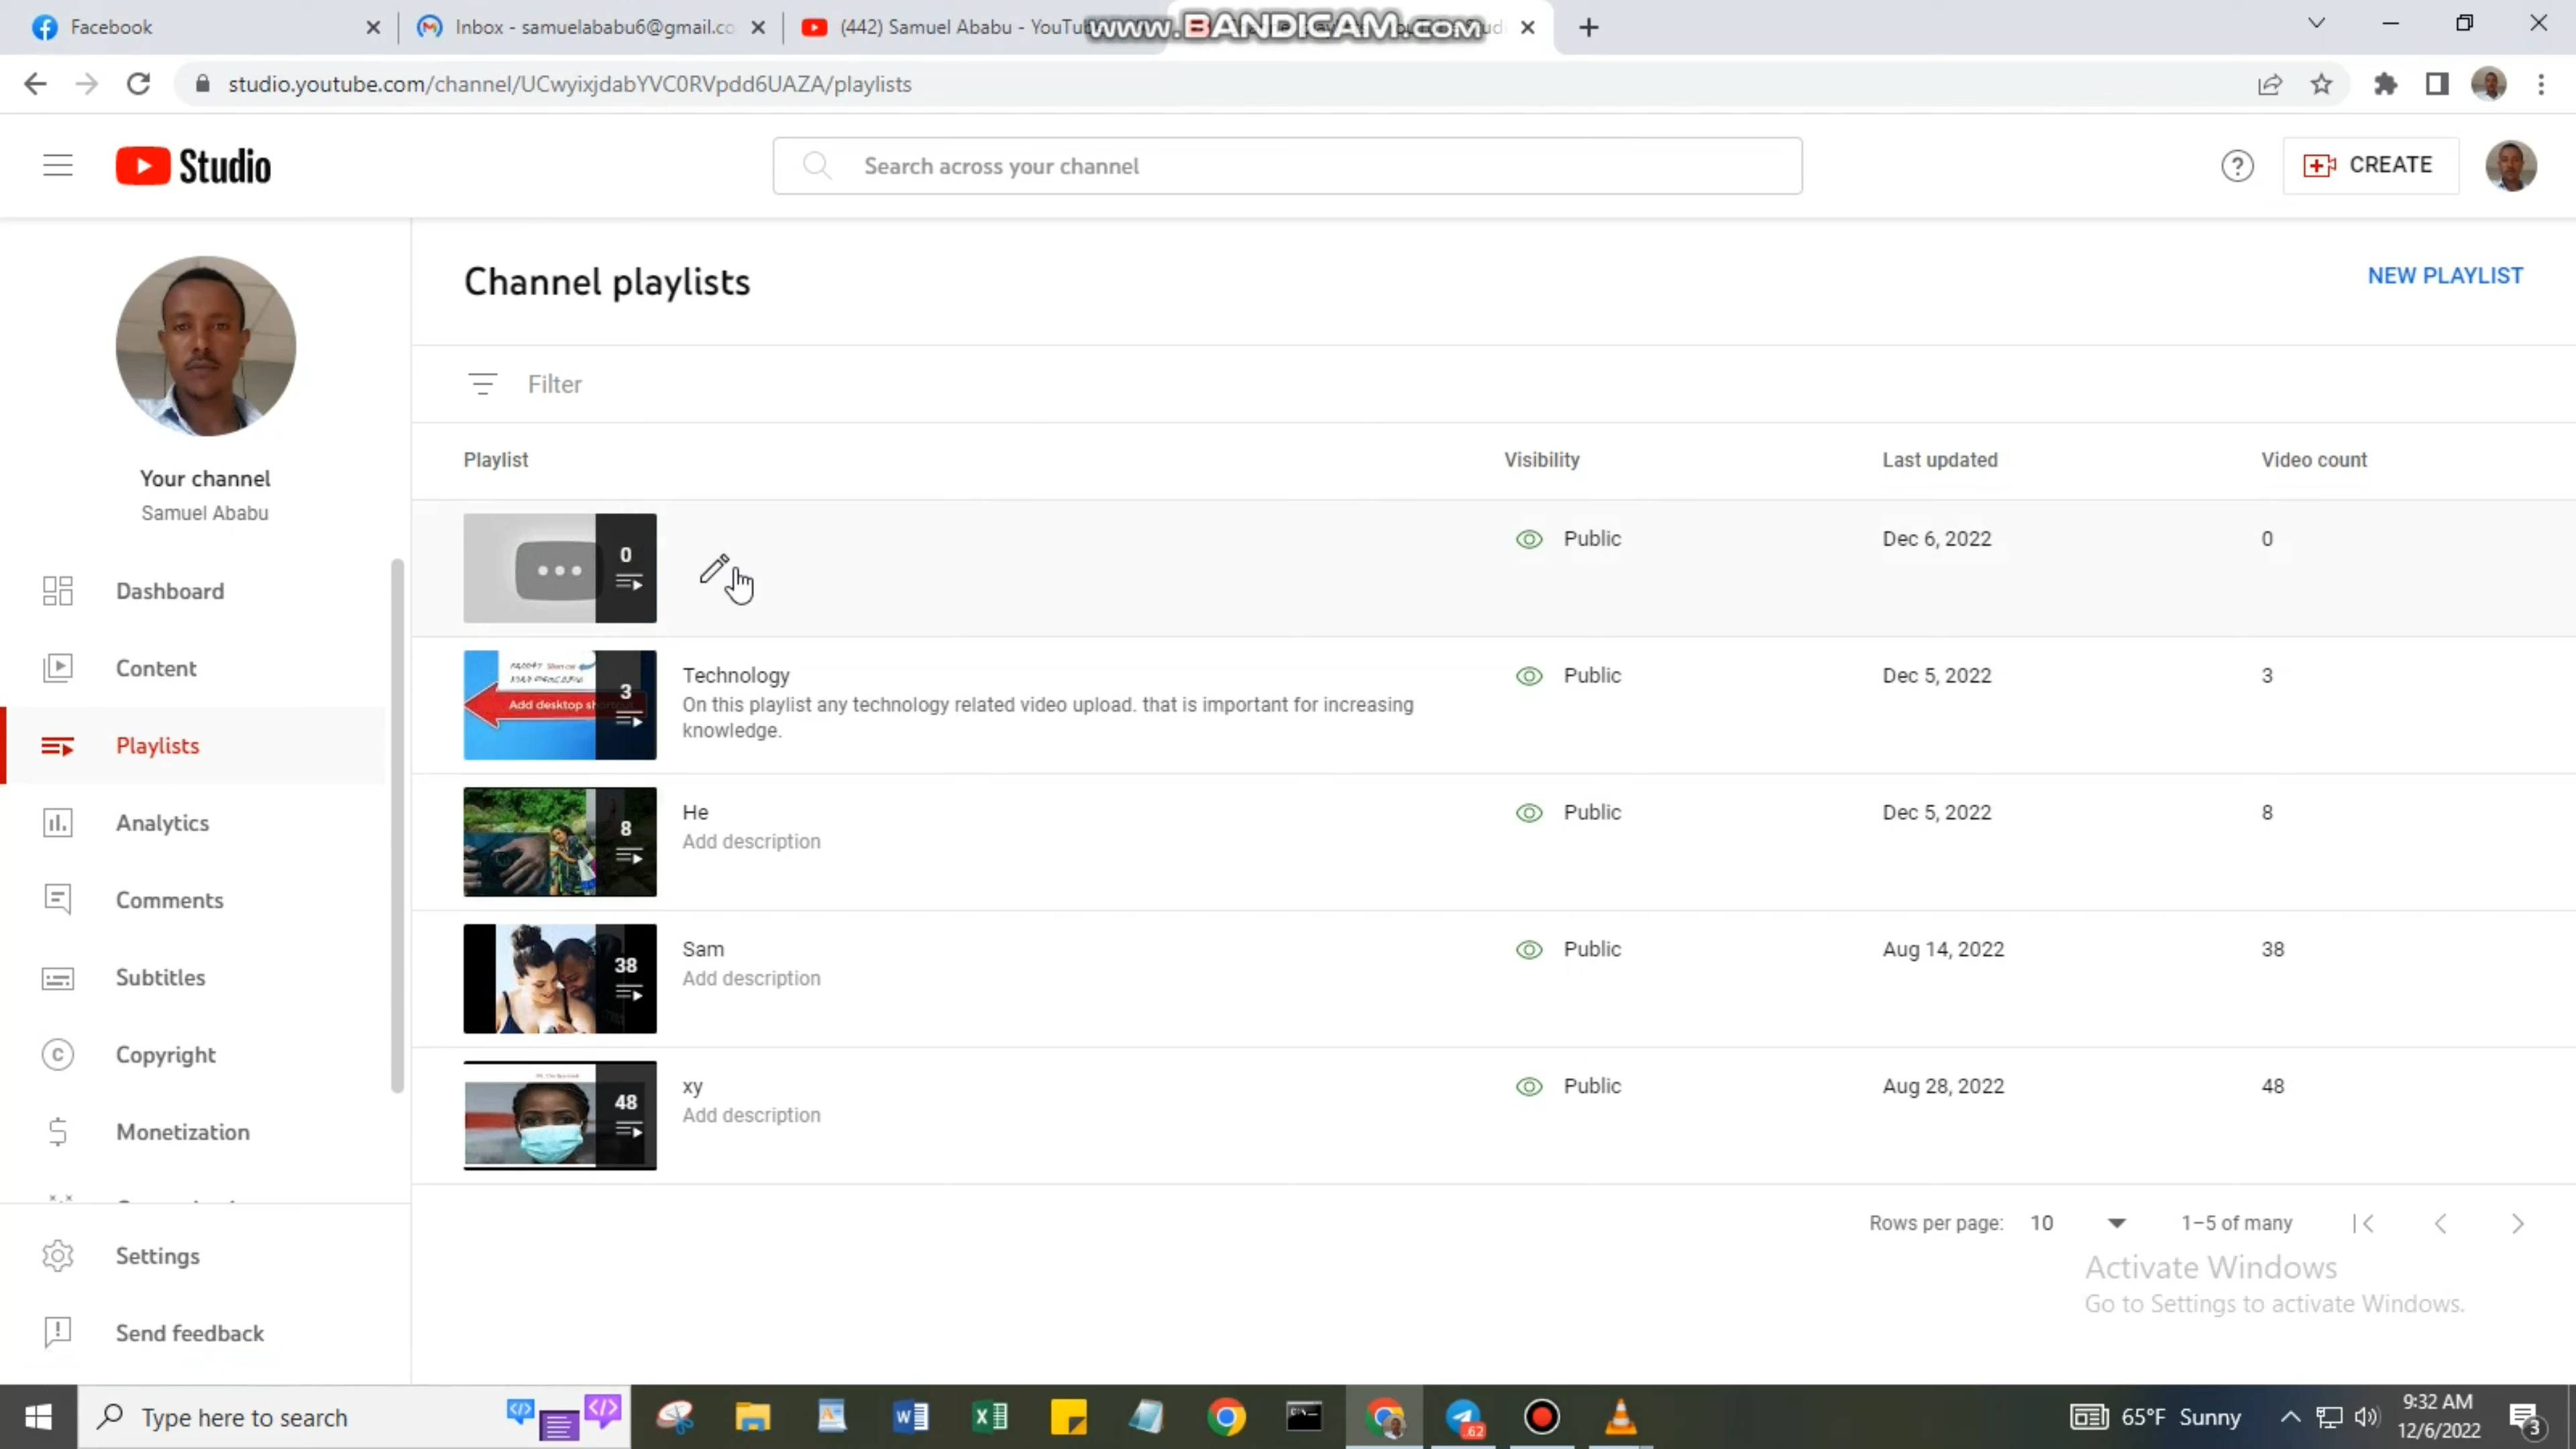 Facebook
Inbox - samuelababu6@gmail.co
(442) Samuel Ababu - YouTube
www.BANDICAM.com
studio.youtube.com/channel/UCwyixjdabYVC0RVpdd6UAZA/playlists
Studio
Search across your channel
CREATE
Channel playlists
NEW PLAYLIST
Filter
Your channel
Samuel Ababu
Playlist
Visibility
Last updated
Video count
0
Public
Dec 6, 2022
0
Dashboard
Content
Playlists
Analytics
Comments
Subtitles
Copyright
Monetization
Settings
Send feedback
Add desktop
3
Technology
On this playlist any technology related video upload. that is important for increasing
knowledge.
Public
Dec 5, 2022
3
8
He
Add description
Public
Dec 5, 2022
8
38
Sam
Add description
Public
Aug 14, 2022
38
48
xy
Add description
Public
Aug 28, 2022
48
Rows per page: 10
1–5 of many
Activate Windows
Go to Settings to activate Windows.
Type here to search
62
65°F Sunny
9:32 AM
12/6/2022
3